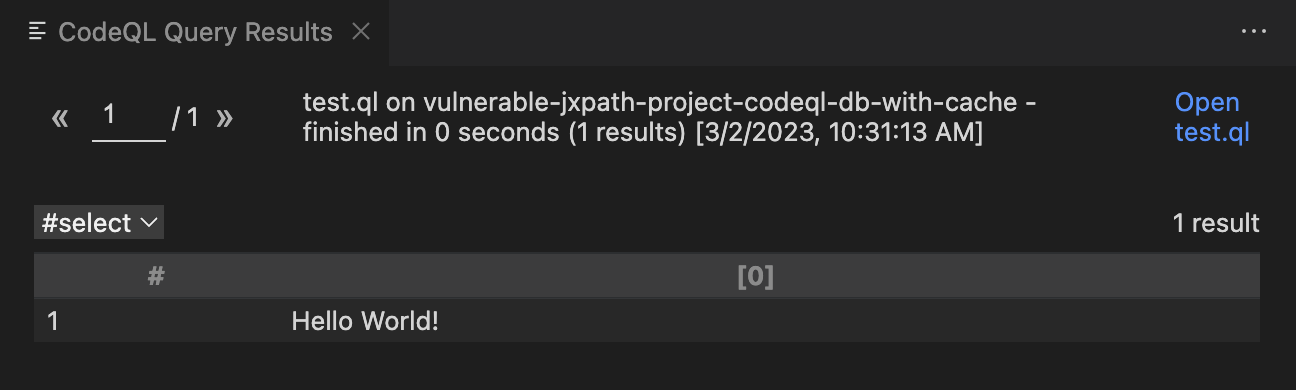 CodeQL Query Results
« 1 / 1 »
test.ql on vulnerable-jxpath-project-codeql-db-with-cache -
finished in 0 seconds (1 results) [3/2/2023, 10:31:13 AM]
Open
test.ql
#select
1 result
# [0]
1 Hello World!